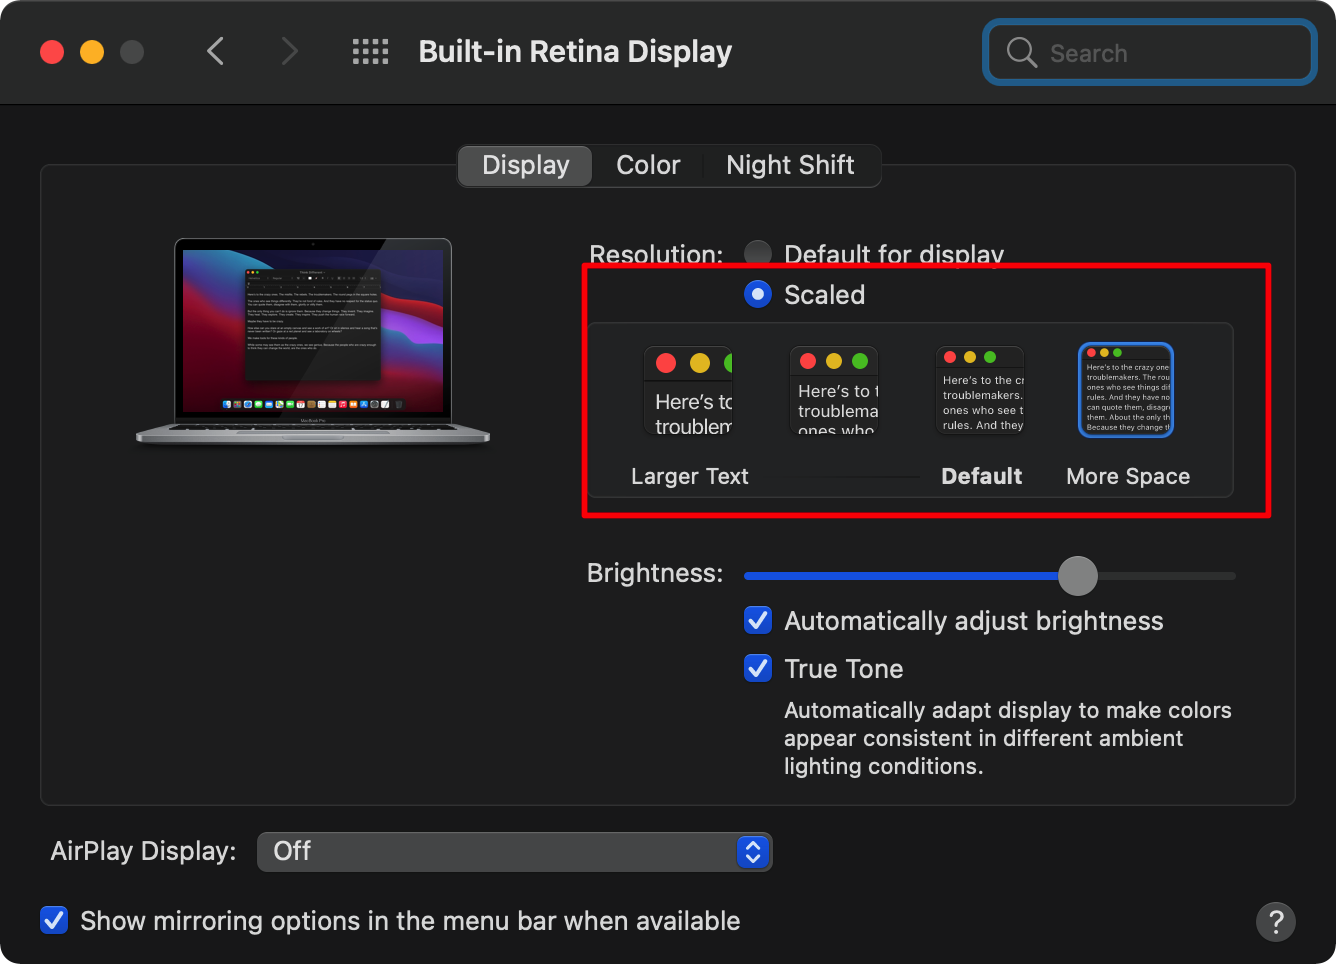 Built-in Retina Display
Search
Display
Color
Night Shift
Resolution:
Default for display
Scaled
Here's to
troublem
Here's to t
troublema
ones who
Here's to the cr
troublemakers.
ones who see t
rules. And they
Here's to the crazy one
troublemakers. The rou
ones who see things dif
rules. And they have no
can quote them, disagr
them. About the only th
Because they change t
Larger Text
Default
More Space
Brightness:
Automatically adjust brightness
True Tone
Automatically adapt display to make colors
appear consistent in different ambient
lighting conditions.
AirPlay Display:
Off
Show mirroring options in the menu bar when available
?